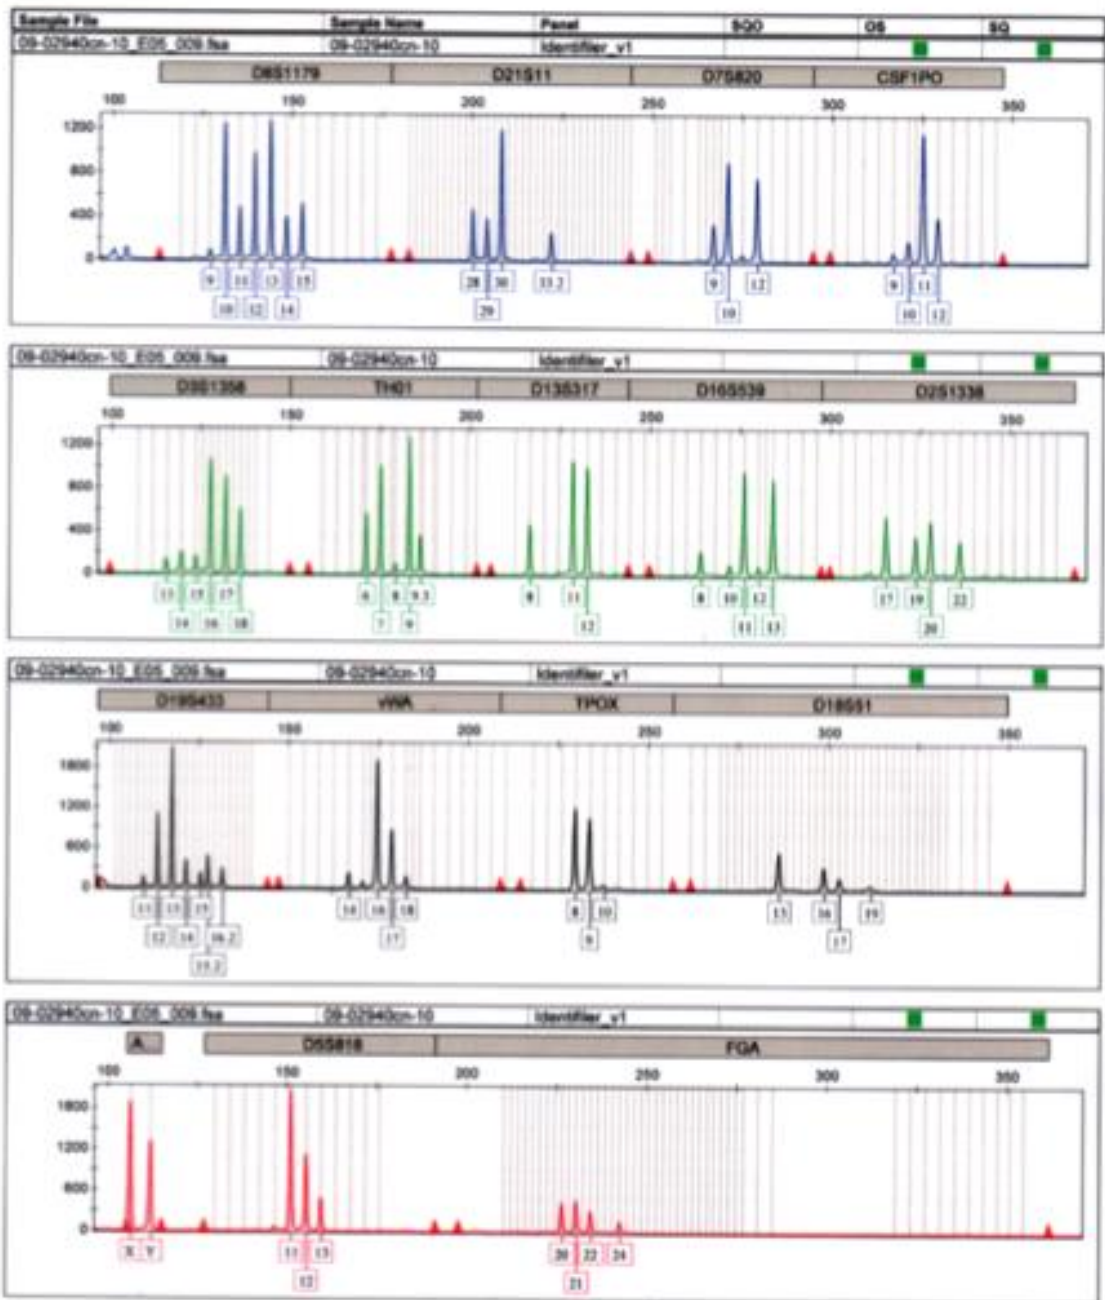 Sample File Sample Name Panel SQO OS SQ
09-02940cn-10_E05_009.fsa 09-02940cn-10 Identifiler_v1
D8S1179 D21S11 D7S820 CSF1PO
100 150 200 250 300 350
1200
800
400
0
9 11 13 15 28 30 33.2 9 12 9 11
10 12 14 29 10 10 12
09-02940cn-10_E05_009.fsa 09-02940cn-10 Identifiler_v1
D3S1358 TH01 D13S317 D16S539 D2S1338
100 150 200 250 300 350
1200
800
400
0
13 15 17 6 8 9.3 8 11 8 10 12 17 19 22
14 16 18 7 9 12 11 13 20
09-02940cn-10_E05_009.fsa 09-02940cn-10 Identifiler_v1
D19S433 vWA TPOX D18S51
100 150 200 250 300 350
1800
1200
600
0
11 13 15 14 16 18 8 10 13 16 19
12 14 16.2 17 9 17
15.2
09-02940cn-10_E05_009.fsa 09-02940cn-10 Identifiler_v1
A... D5S818 FGA
100 150 200 250 300 350
1800
1200
600
0
X Y 11 13 20 22 24
12 21